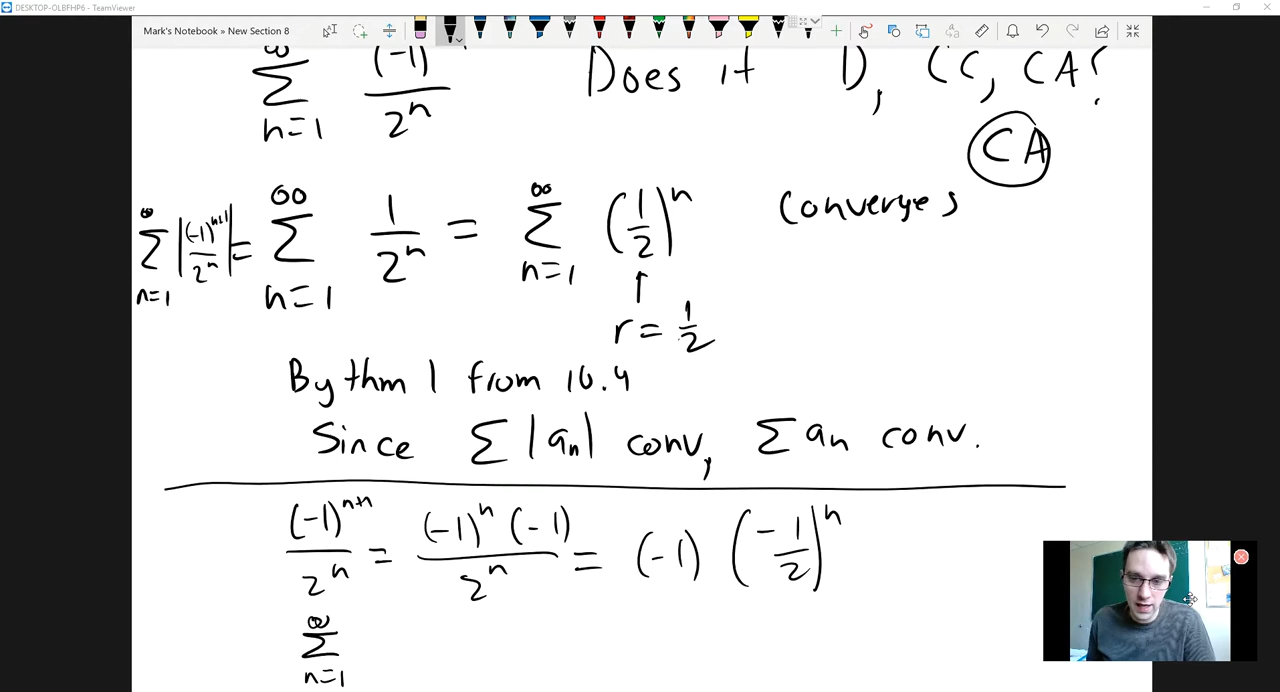 DESKTOP-OLBFHP6 - TeamViewer
Mark's Notebook » New Section 8
∞ ∑ n=1 (-1) / 2^n Does it D, CC, CA?
CA
∞ ∑ n=1 |(-1)^n+1 / 2^n| = ∞ ∑ n=1 1/2^n = ∞ ∑ n=1 (1/2)^n converges
↑
r = 1/2
By thm 1 from 10.4
Since ∑ |an| conv, ∑ an conv.
(-1)^n+1 / 2^n = (-1)^n (-1) / 2^n = (-1) (-1/2)^n
∞ ∑ n=1